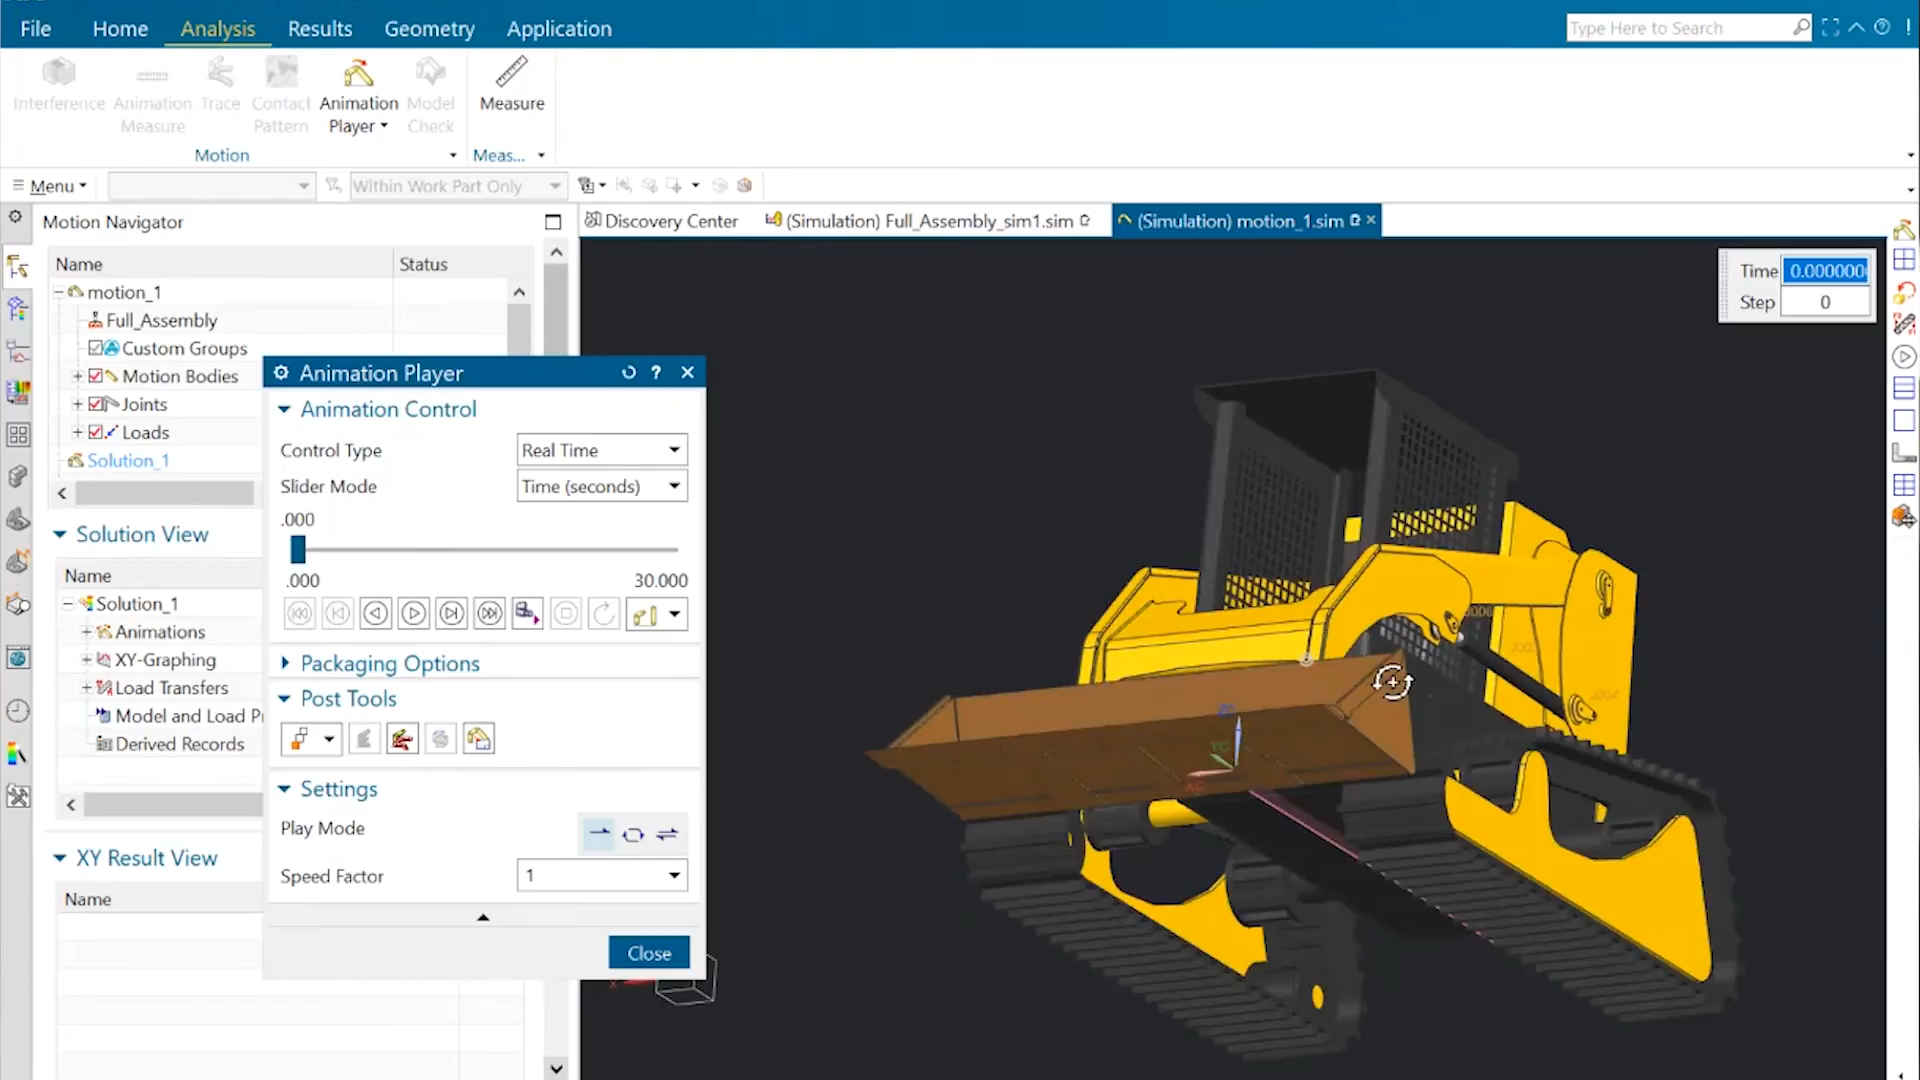 File Home Analysis Results Geometry Application Type Here to Search
Interference Animation Measure Trace Contact Pattern Animation Player Model Check Measure
Motion Meas...
Menu Within Work Part Only
Motion Navigator
Discovery Center (Simulation) Full_Assembly_sim1.sim (Simulation) motion_1.sim
Name Status
motion_1
Full_Assembly
Custom Groups
Motion Bodies
Joints
Loads
Solution_1
Time 0.000000
Step 0
Solution View
Name
Solution_1
Animations
XY-Graphing
Load Transfers
Model and Load P
Derived Records
XY Result View
Name
Animation Player
Animation Control
Control Type Real Time
Slider Mode Time (seconds)
.000
.000 30.000
Packaging Options
Post Tools
Settings
Play Mode
Speed Factor 1
Close
YC
XC